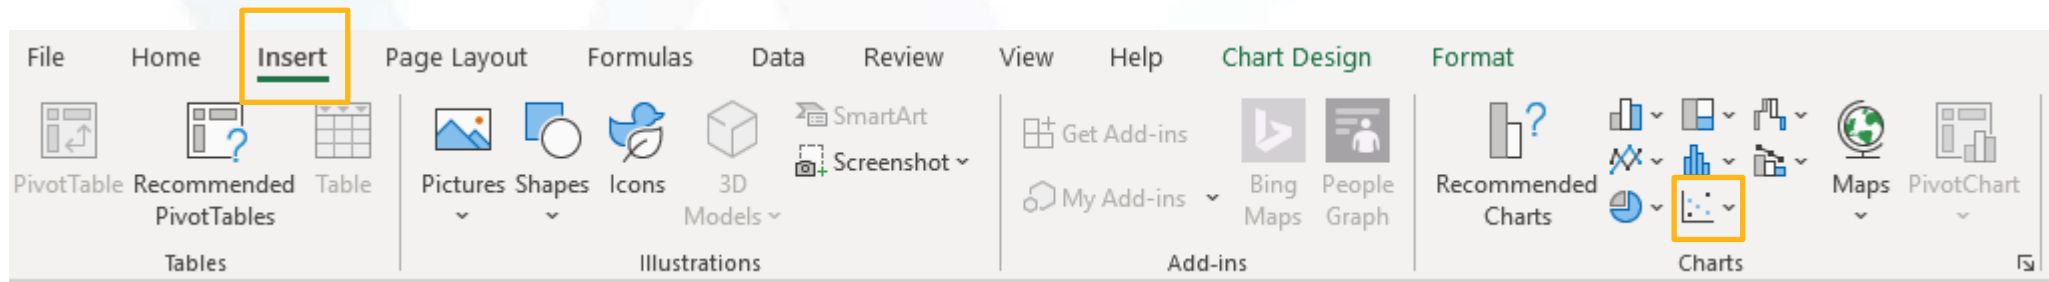 File Home Insert Page Layout Formulas Data Review View Help Chart Design Format
PivotTable Recommended PivotTables Table
Pictures Shapes Icons 3D Models
SmartArt
Screenshot
Get Add-ins
My Add-ins
Bing Maps People Graph
Recommended Charts
Maps PivotChart
Tables Illustrations Add-ins Charts